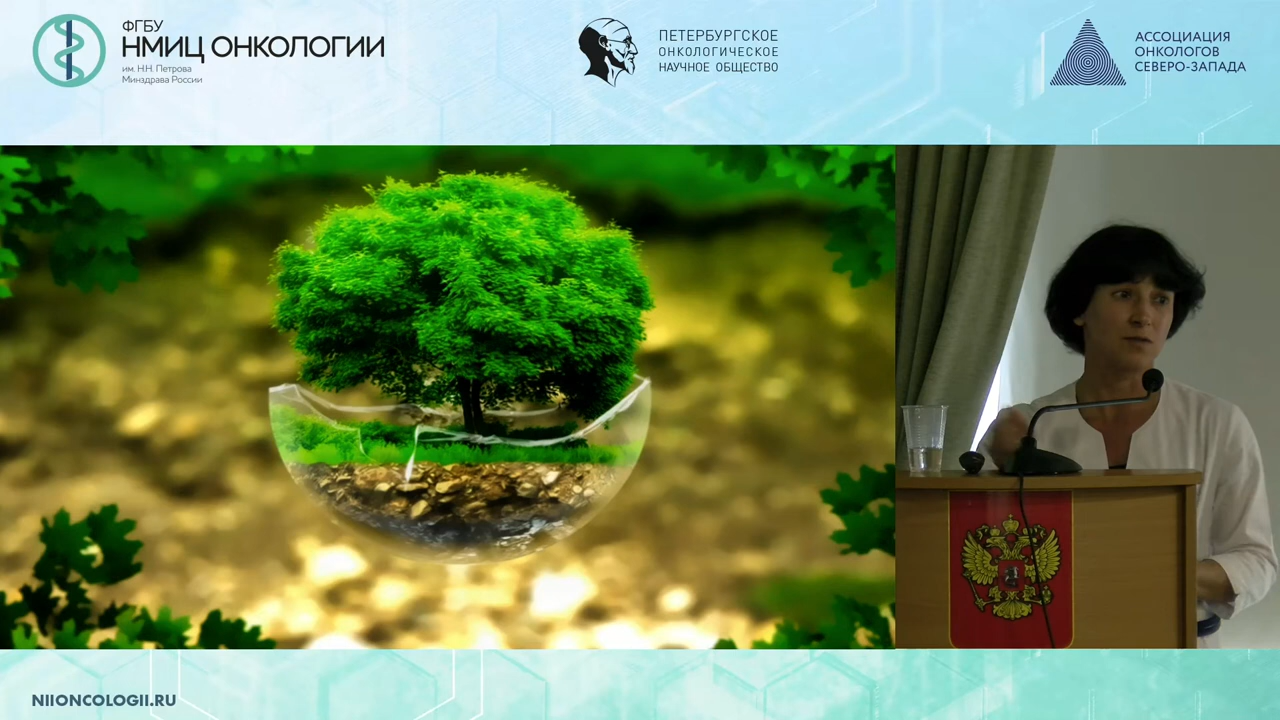 ФГБУ
НМИЦ ОНКОЛОГИИ
им. Н.Н. Петрова
Минздрава России
ПЕТЕРБУРГСКОЕ
ОНКОЛОГИЧЕСКОЕ
НАУЧНОЕ ОБЩЕСТВО
АССОЦИАЦИЯ
ОНКОЛОГОВ
СЕВЕРО-ЗАПАДА
NIIONCOLOGII.RU